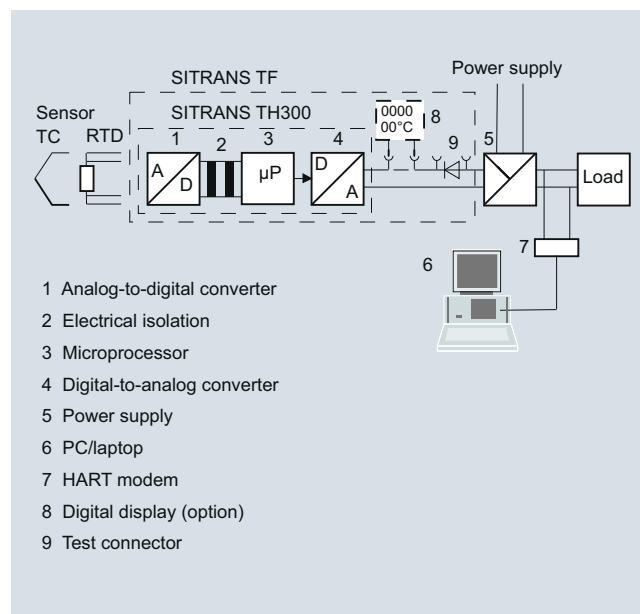 Power supply
SITRANS TF
Sensor
SITRANS TH300
TC
RTD
0000
00°C
8
1
2
3
4
9
5
A
D
µP
D
A
Load
7
6
1 Analog-to-digital converter
2 Electrical isolation
3 Microprocessor
4 Digital-to-analog converter
5 Power supply
6 PC/laptop
7 HART modem
8 Digital display (option)
9 Test connector